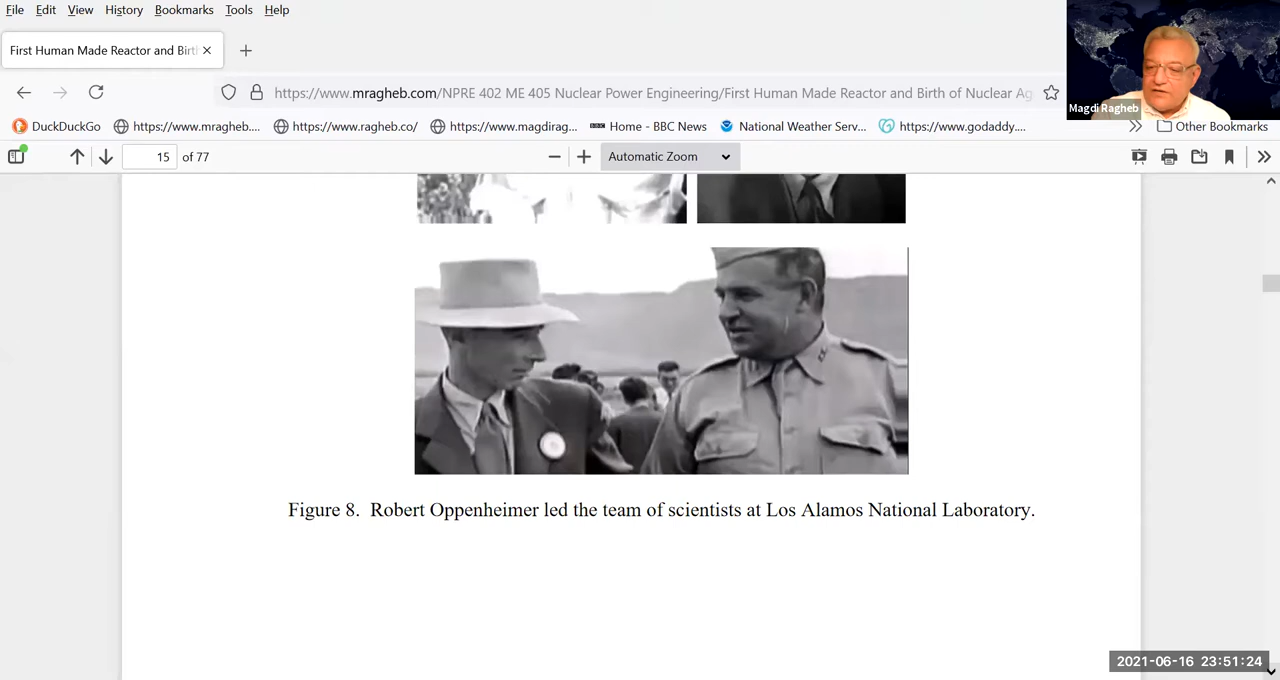 File Edit View History Bookmarks Tools Help
First Human Made Reactor and Birt
https://www.mragheb.com/NPRE 402 ME 405 Nuclear Power Engineering/First Human Made Reactor and Birth of Nuclear Ag
Magdi Ragheb
DuckDuckGo https://www.mragheb.... https://www.ragheb.co/ https://www.magdirag... BBC Home - BBC News National Weather Serv... https://www.godaddy.... Other Bookmarks
15 of 77 Automatic Zoom
Figure 8. Robert Oppenheimer led the team of scientists at Los Alamos National Laboratory.
2021-06-16 23:51:24